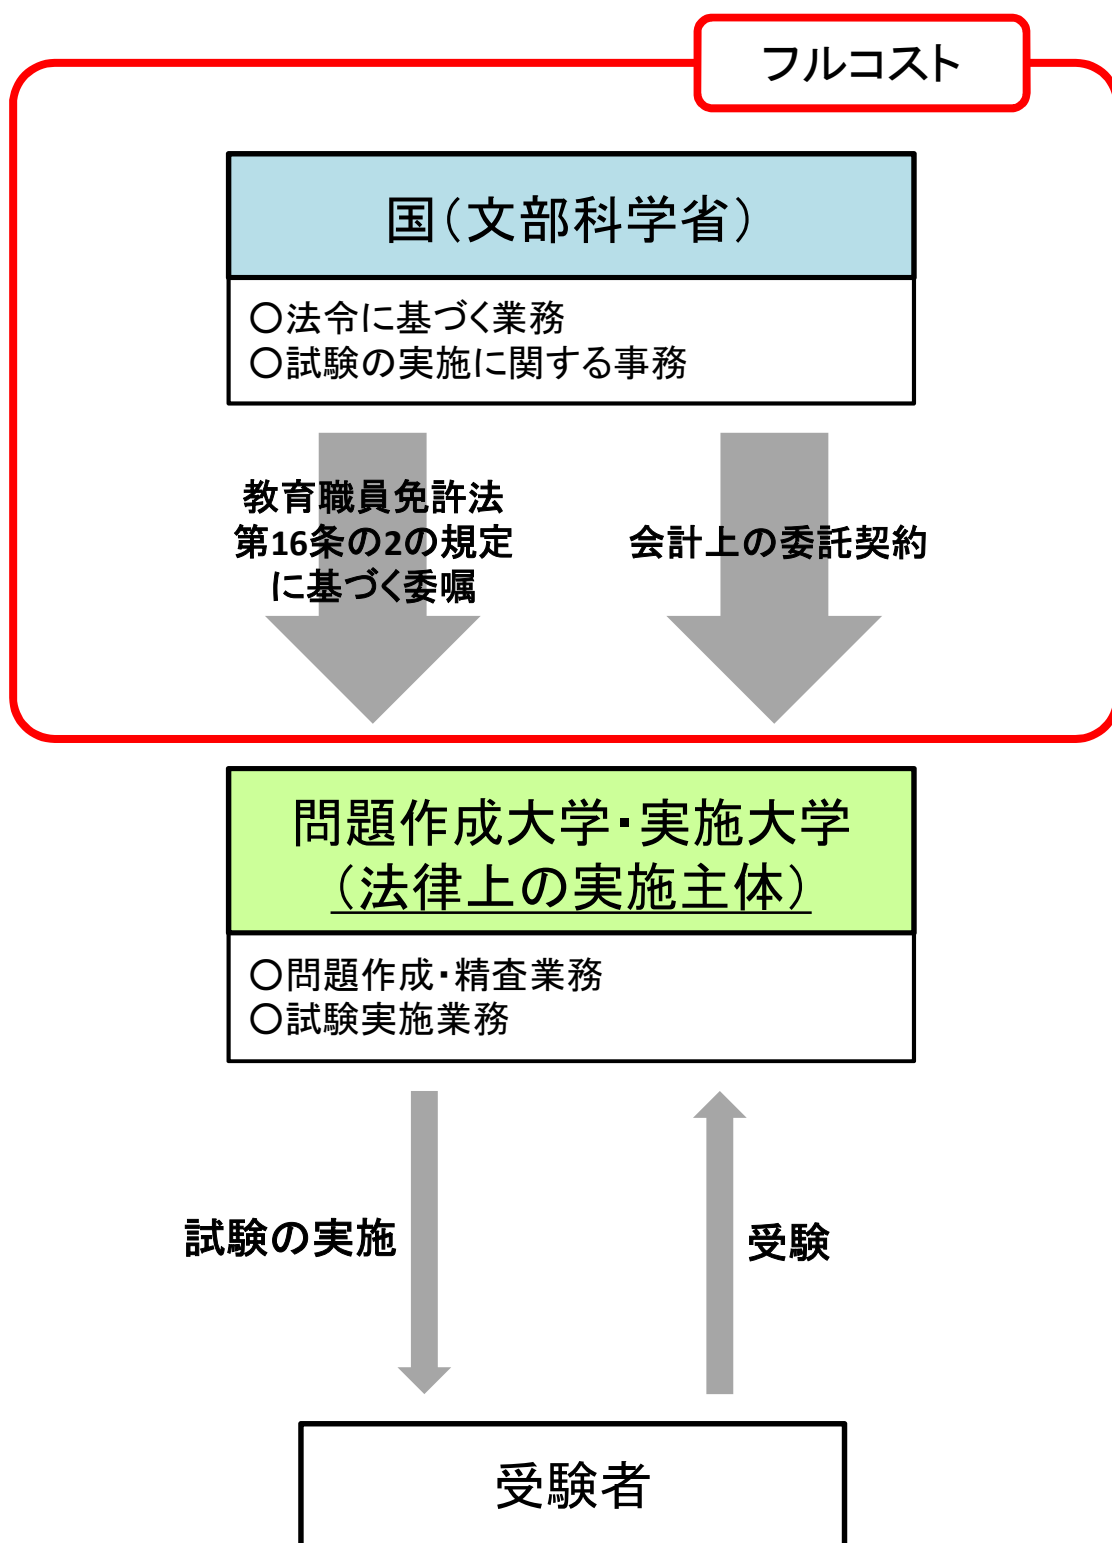 フルコスト
国（文部科学省）
○法令に基づく業務
○試験の実施に関する事務
教育職員免許法
第16条の2の規定
に基づく委嘱
会計上の委託契約
問題作成大学・実施大学
（法律上の実施主体）
○問題作成・精査業務
○試験実施業務
試験の実施
受験
受験者